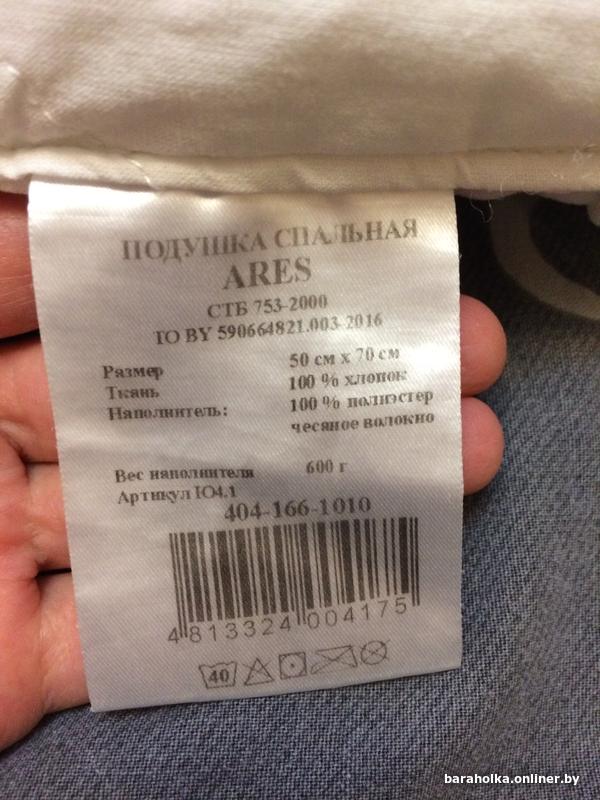 ПОДУШКА СПАЛЬНАЯ
ARES
СТБ 753-2000
ТО BY 590664821.003-2016
Размер 50 см x 70 см
Ткань 100 % хлопок
Наполнитель: 100 % полиэстер
чесаное волокно
Вес наполнителя 600 г
Артикул Ю4.1
404-166-1010
4 813324 004175
40
baraholka.onliner.by